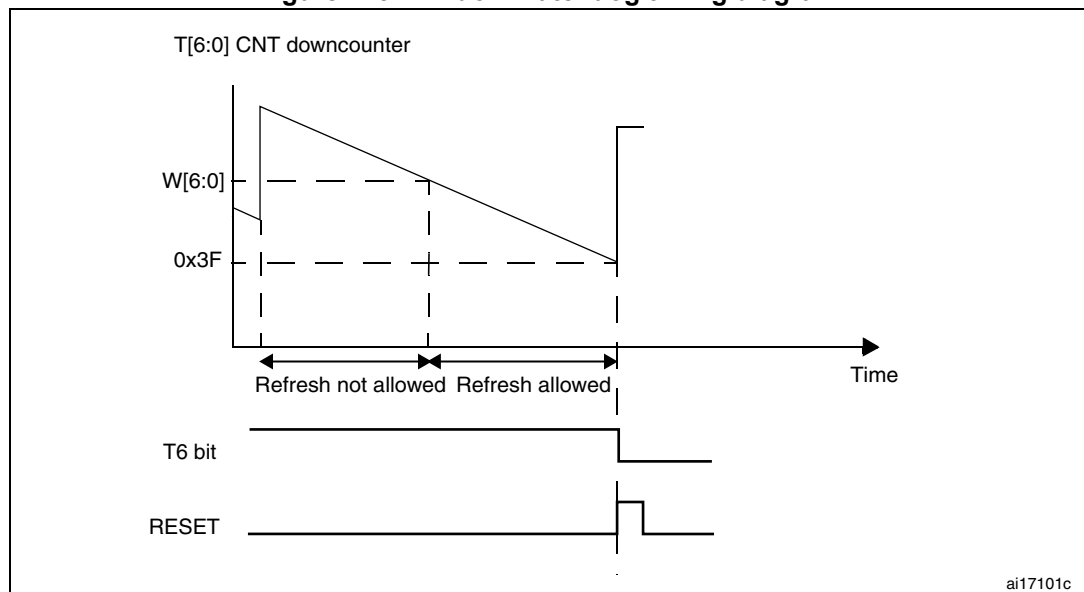 T[6:0] CNT downcounter
W[6:0]
0x3F
Refresh not allowed Refresh allowed
Time
T6 bit
RESET
ai17101c